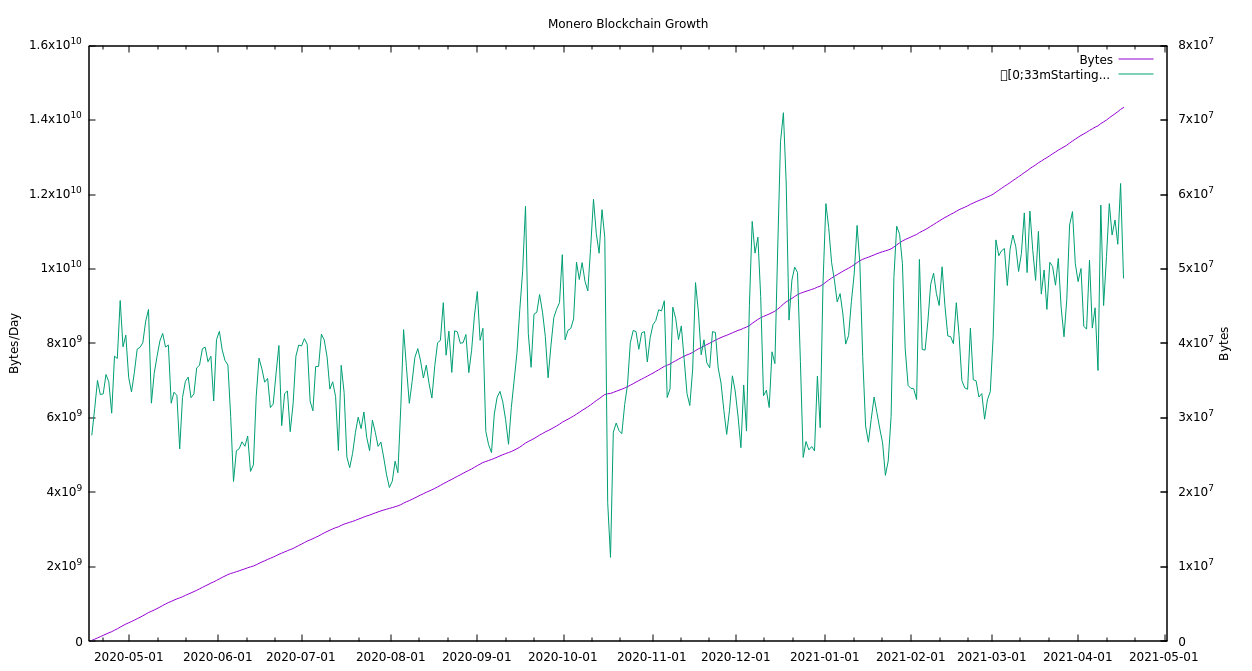 Monero Blockchain Growth
Bytes
▯[0;33mStarting...
Bytes/Day
1.6x10^10
1.4x10^10
1.2x10^10
1x10^10
8x10^9
6x10^9
4x10^9
2x10^9
0
8x10^7
7x10^7
6x10^7
5x10^7
4x10^7
3x10^7
2x10^7
1x10^7
0
Bytes
2020-05-01 2020-06-01 2020-07-01 2020-08-01 2020-09-01 2020-10-01 2020-11-01 2020-12-01 2021-01-01 2021-02-01 2021-03-01 2021-04-01 2021-05-01